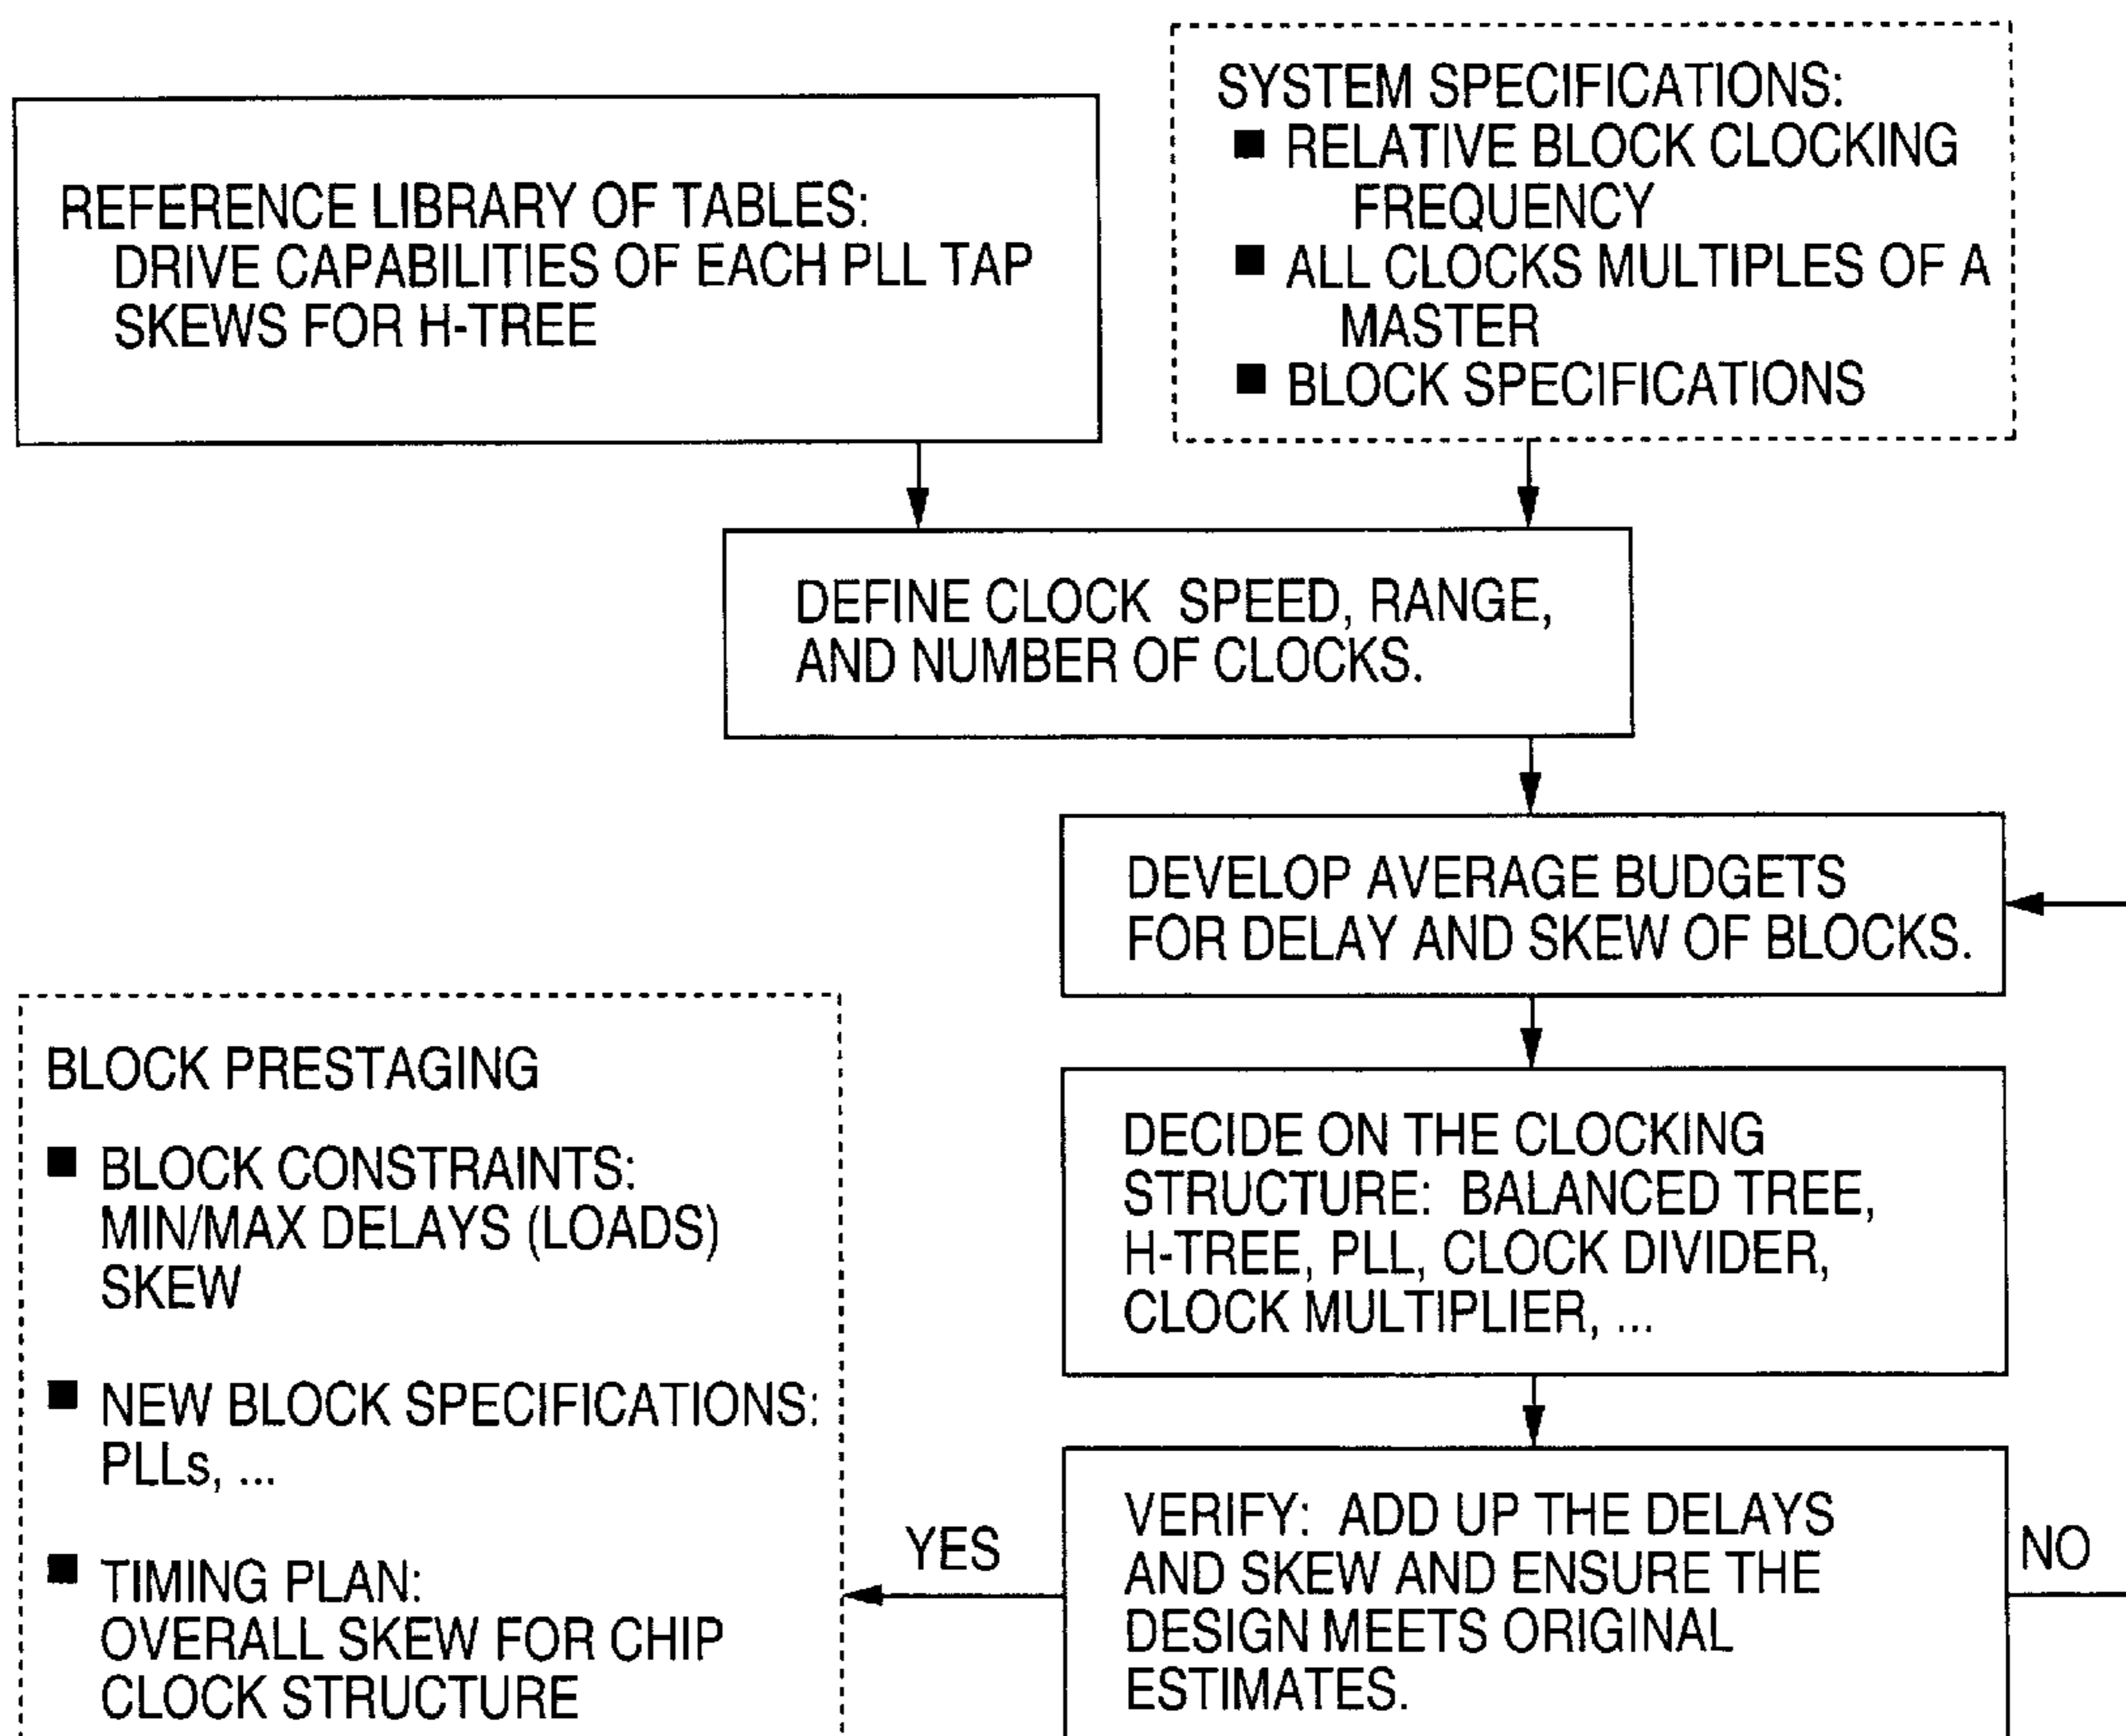 REFERENCE LIBRARY OF TABLES:
DRIVE CAPABILITIES OF EACH PLL TAP
SKEWS FOR H-TREE
SYSTEM SPECIFICATIONS:
■ RELATIVE BLOCK CLOCKING
FREQUENCY
■ ALL CLOCKS MULTIPLES OF A
MASTER
■ BLOCK SPECIFICATIONS
DEFINE CLOCK SPEED, RANGE,
AND NUMBER OF CLOCKS.
DEVELOP AVERAGE BUDGETS
FOR DELAY AND SKEW OF BLOCKS.
DECIDE ON THE CLOCKING
STRUCTURE: BALANCED TREE,
H-TREE, PLL, CLOCK DIVIDER,
CLOCK MULTIPLIER, ...
VERIFY: ADD UP THE DELAYS
AND SKEW AND ENSURE THE
DESIGN MEETS ORIGINAL
ESTIMATES.
NO
YES
BLOCK PRESTAGING
■ BLOCK CONSTRAINTS:
MIN/MAX DELAYS (LOADS)
SKEW
■ NEW BLOCK SPECIFICATIONS:
PLLs, ...
■ TIMING PLAN:
OVERALL SKEW FOR CHIP
CLOCK STRUCTURE